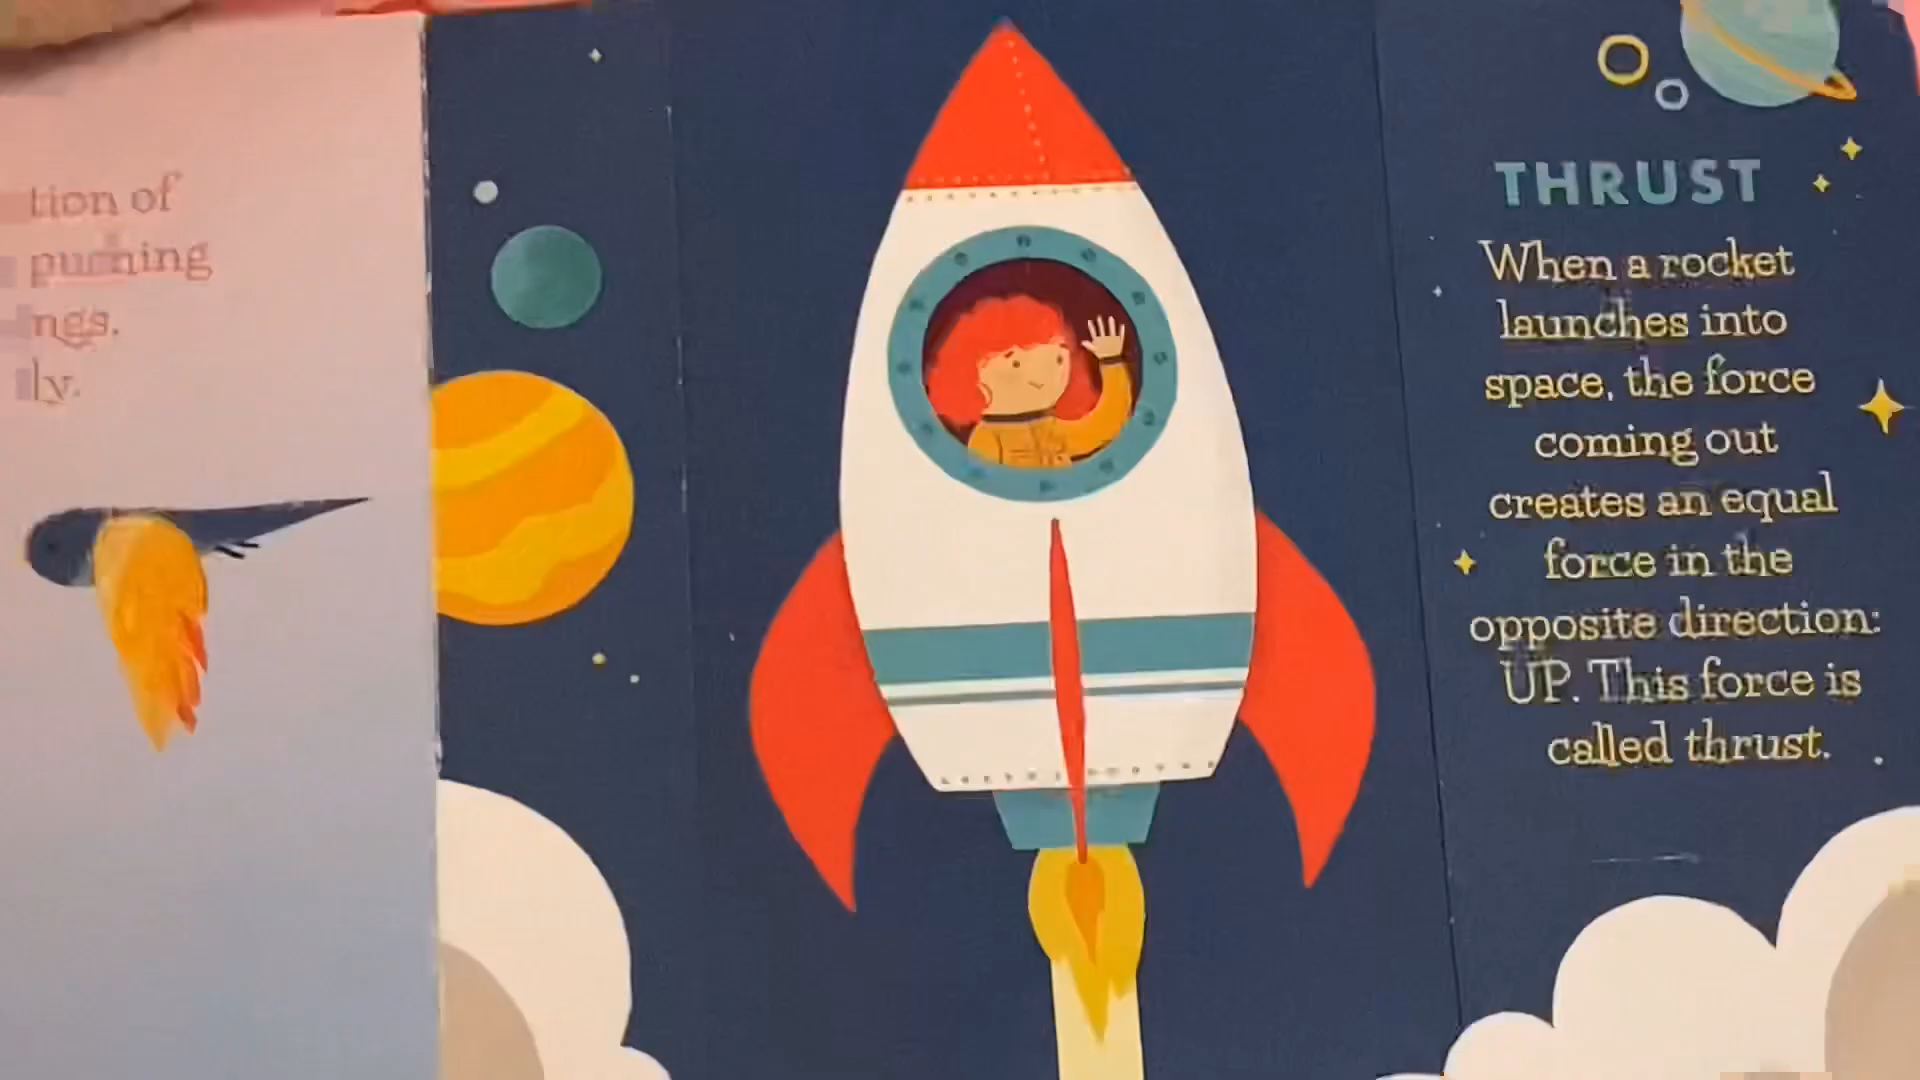 tion of
ings.
ly.
THRUST
When a rocket
launches into
space, the force
coming out
creates an equal
force in the
opposite direction:
UP. This force is
called thrust.